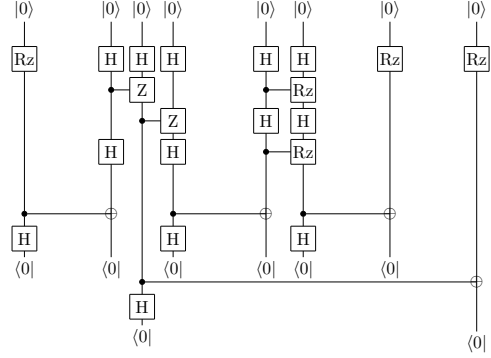 |0⟩ |0⟩ |0⟩ |0⟩ |0⟩ |0⟩ |0⟩ |0⟩
Rz H H H H H Rz Rz
Z Rz
Z H H
H H Rz
H H H
⟨0| ⟨0| ⟨0| ⟨0| ⟨0| ⟨0|
H
⟨0| ⟨0|